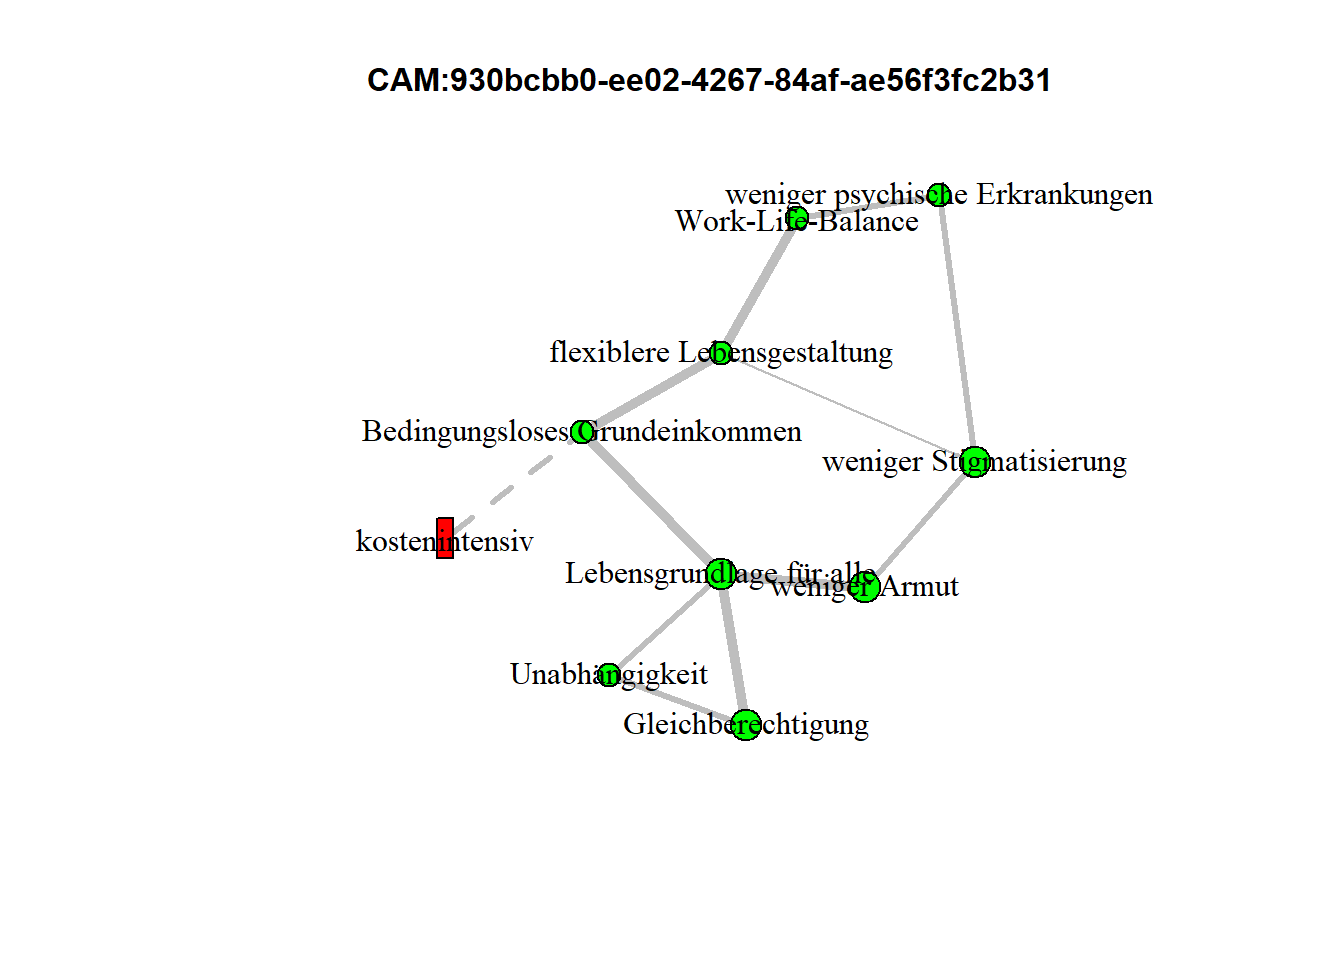 CAM:930bcbb0-ee02-4267-84af-ae56f3fc2b31
weniger psychische Erkrankungen
Work-Life-Balance
flexiblere Lebensgestaltung
Bedingungsloses Grundeinkommen
weniger Stigmatisierung
kostenintensiv
Lebensgrundlage für alle
weniger Armut
Unabhängigkeit
Gleichberechtigung